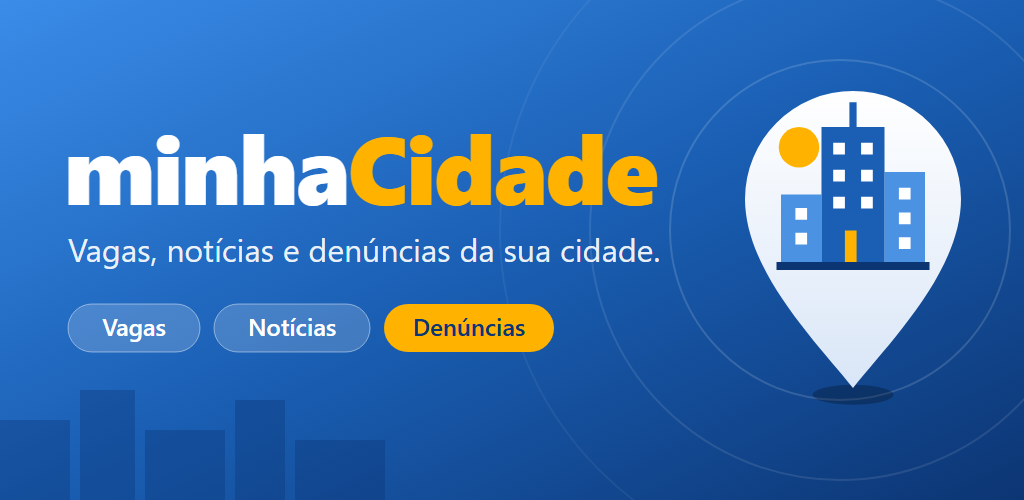 minhaCidade
Vagas, notícias e denúncias da sua cidade.
Vagas Notícias Denúncias